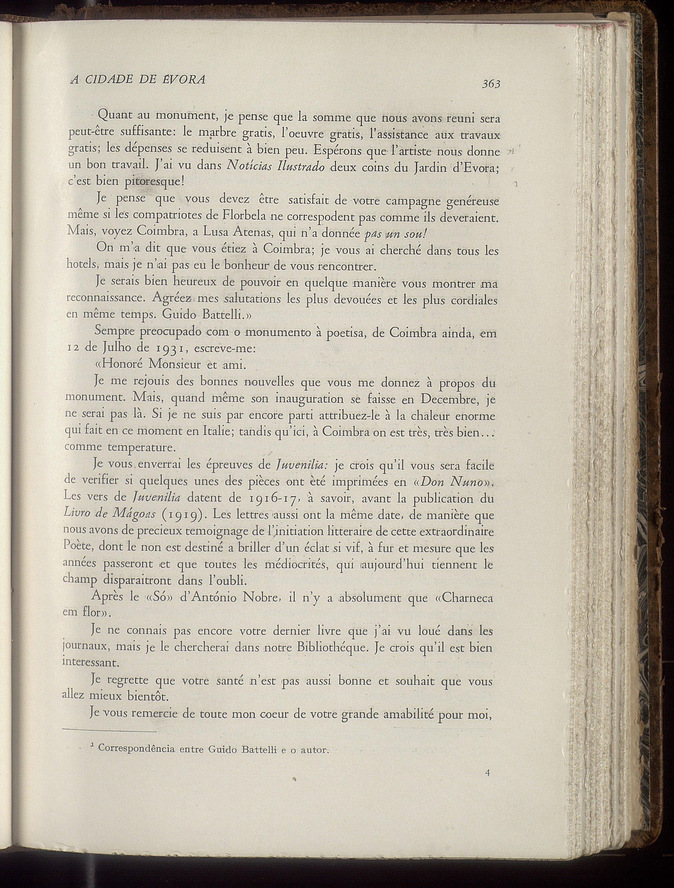 A CIDADE DE ÉVORA 363
Quant au monument, je pense que la somme que nous avons reuni sera
peut-être suffisante: le marbre gratis, l'oeuvre gratis, l'assistance aux travaux
gratis; les dépenses se reduisent à bien peu. Espérons que l'artiste nous donne
un bon travail. J'ai vu dans Notícias Ilustrado deux coins du Jardin d'Evora;
c'est bien pitoresque!
Je pense que vous devez être satisfait de votre campagne genéreuse
même si les compatriotes de Florbela ne correspodent pas comme ils deveraient.
Mais, voyez Coimbra, a Lusa Atenas, qui n'a donnée pas un sou!
On m'a dit que vous étiez à Coimbra; je vous ai cherché dans tous les
hotels, mais je n'ai pas eu le bonheur de vous rencontrer.
Je serais bien heureux de pouvoir en quelque manière vous montrer ma
reconnaissance. Agréez mes salutations les plus devouées et les plus cordiales
en même temps. Guido Battelli.»
Sempre preocupado com o monumento à poetisa, de Coimbra ainda, em
12 de Julho de 1931, escreve-me:
«Honoré Monsieur et ami.
Je me rejouis des bonnes nouvelles que vous me donnez à propos du
monument. Mais, quand même son inauguration se faisse en Decembre, je
ne serai pas là. Si je ne suis par encore parti attribuez-le à la chaleur enorme
qui fait en ce moment en Italie; tandis qu'ici, à Coimbra on est très, très bien...
comme temperature.
Je vous enverrai les épreuves de Juvenilia: je crois qu'il vous sera facile
de verifier si quelques unes des pièces ont été imprimées en «Don Nuno».
Les vers de Juvenilia datent de 1916-17, à savoir, avant la publication du
Livro de Mágoas (1919). Les lettres aussi ont la même date, de manière que
nous avons de precieux temoignage de l'initiation litteraire de cette extraordinaire
Poète, dont le non est destiné a briller d'un éclat si vif, à fur et mesure que les
années passeront et que toutes les médiocrités, qui aujourd'hui tiennent le
champ disparaitront dans l'oubli.
Après le «Só» d'António Nobre, il n'y a absolument que «Charneca
em flor».
Je ne connais pas encore votre dernier livre que j'ai vu loué dans les
journaux, mais je le chercherai dans notre Bibliothéque. Je crois qu'il est bien
interessant.
Je regrette que votre santé n'est pas aussi bonne et souhait que vous
allez mieux bientôt.
Je vous remercie de toute mon coeur de votre grande amabilité pour moi,
¹ Correspondência entre Guido Battelli e o autor.
4